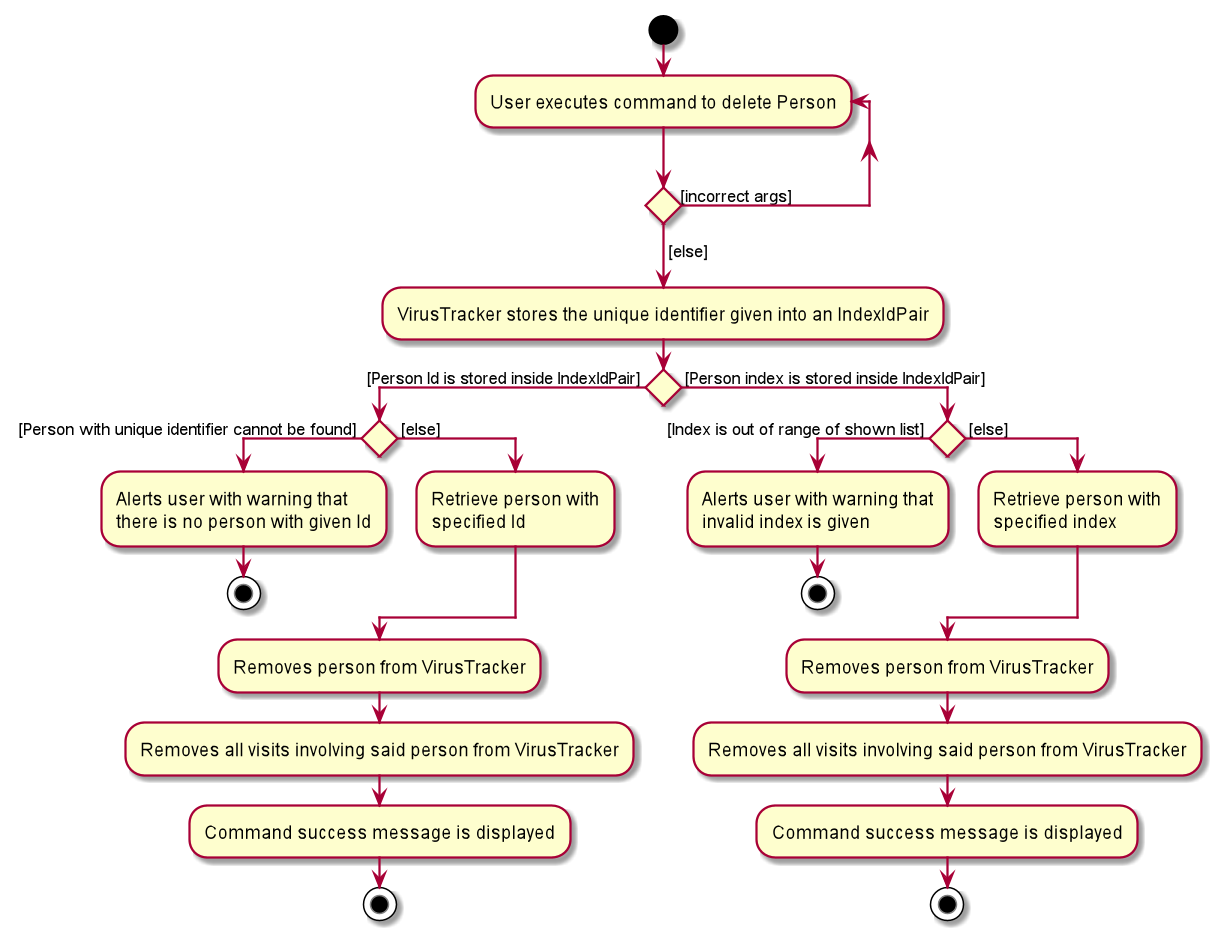 User executes command to delete Person
[incorrect args]
[else]
VirusTracker stores the unique identifier given into an IndexIdPair
[Person Id is stored inside IndexIdPair]
[Person index is stored inside IndexIdPair]
[Person with unique identifier cannot be found]
[else]
[Index is out of range of shown list]
[else]
Alerts user with warning that
there is no person with given Id
Retrieve person with
specified Id
Alerts user with warning that
invalid index is given
Retrieve person with
specified index
Removes person from VirusTracker
Removes person from VirusTracker
Removes all visits involving said person from VirusTracker
Removes all visits involving said person from VirusTracker
Command success message is displayed
Command success message is displayed